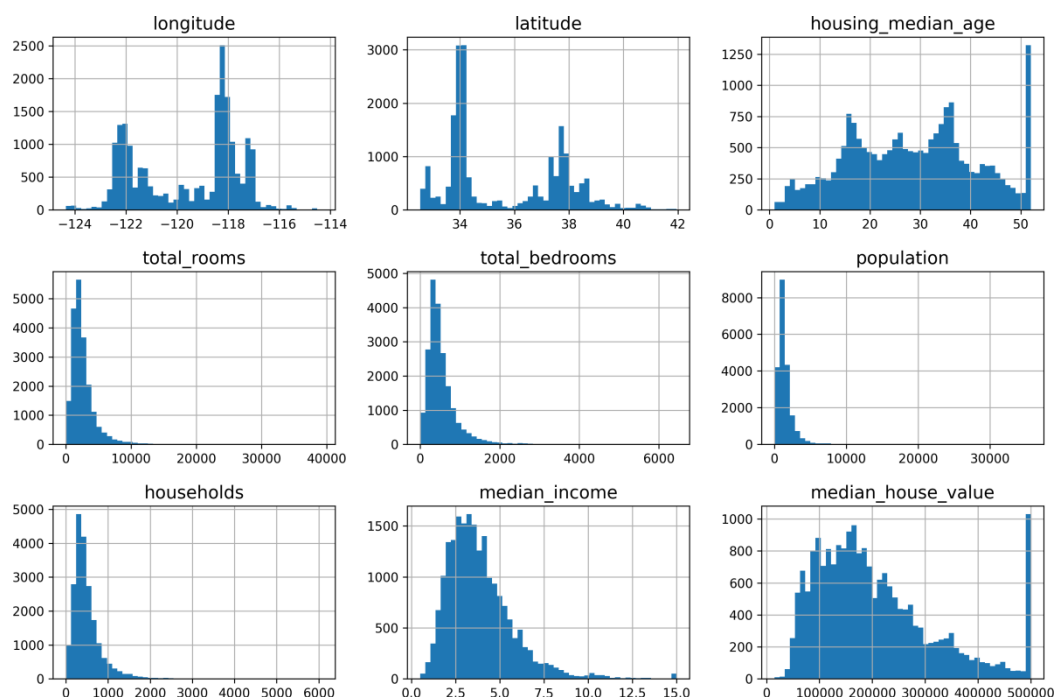 longitude
2500
2000
1500
1000
500
0
−124 −122 −120 −118 −116 −114
latitude
3000
2000
1000
0
34 36 38 40 42
housing_median_age
1250
1000
750
500
250
0
0 10 20 30 40 50
total_rooms
5000
4000
3000
2000
1000
0
0 10000 20000 30000 40000
total_bedrooms
5000
4000
3000
2000
1000
0
0 2000 4000 6000
population
8000
6000
4000
2000
0
0 10000 20000 30000
households
5000
4000
3000
2000
1000
0
0 1000 2000 3000 4000 5000 6000
median_income
1500
1000
500
0
0.0 2.5 5.0 7.5 10.0 12.5 15.0
median_house_value
1000
800
600
400
200
0
0 100000 200000 300000 400000 500000